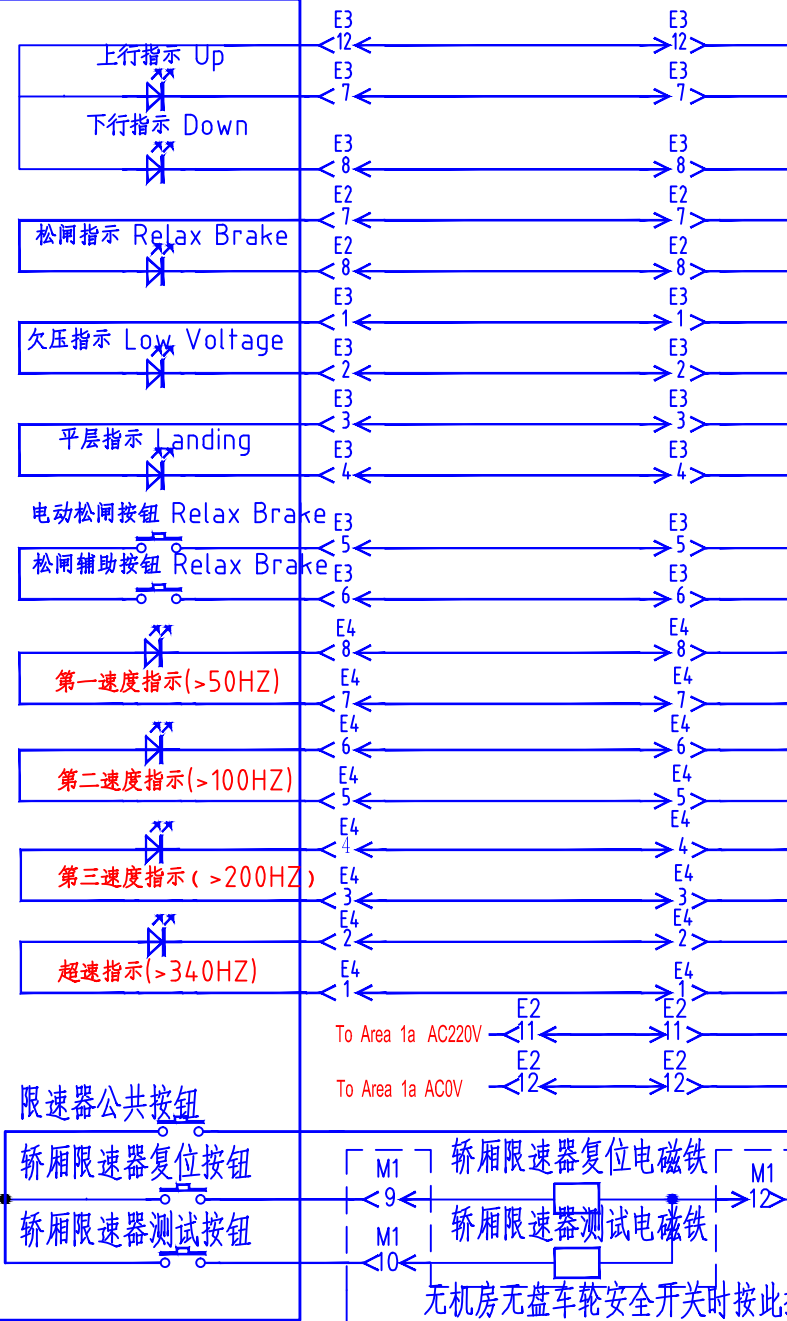 E3 E3
上行指示 Up 12 12
E3 E3
7 7
下行指示 Down
E3 E3
8 8
E2 E2
7 7
松闸指示 Relax Brake
E2 E2
8 8
E3 E3
1 1
欠压指示 Low Voltage
E3 E3
2 2
E3 E3
3 3
平层指示 Landing
E3 E3
4 4
电动松闸按钮 Relax Brake
E3 E3
5 5
松闸辅助按钮 Relax Brake
E3 E3
6 6
E4 E4
8 8
第一速度指示(>50HZ)
E4 E4
7 7
E4 E4
6 6
第二速度指示(>100HZ)
E4 E4
5 5
E4 E4
4 4
第三速度指示(>200HZ)
E4 E4
3 3
E4 E4
2 2
超速指示(>340HZ)
E4 E4
1 1
E2 E2
To Area 1a AC220V 11 11
E2 E2
To Area 1a AC0V 12 12
限速器公共按钮
轿厢限速器复位按钮 轿厢限速器复位电磁铁
M1 M1
9 12
轿厢限速器测试按钮 轿厢限速器测试电磁铁
M1
10
无机房无盘车轮安全开关时按此